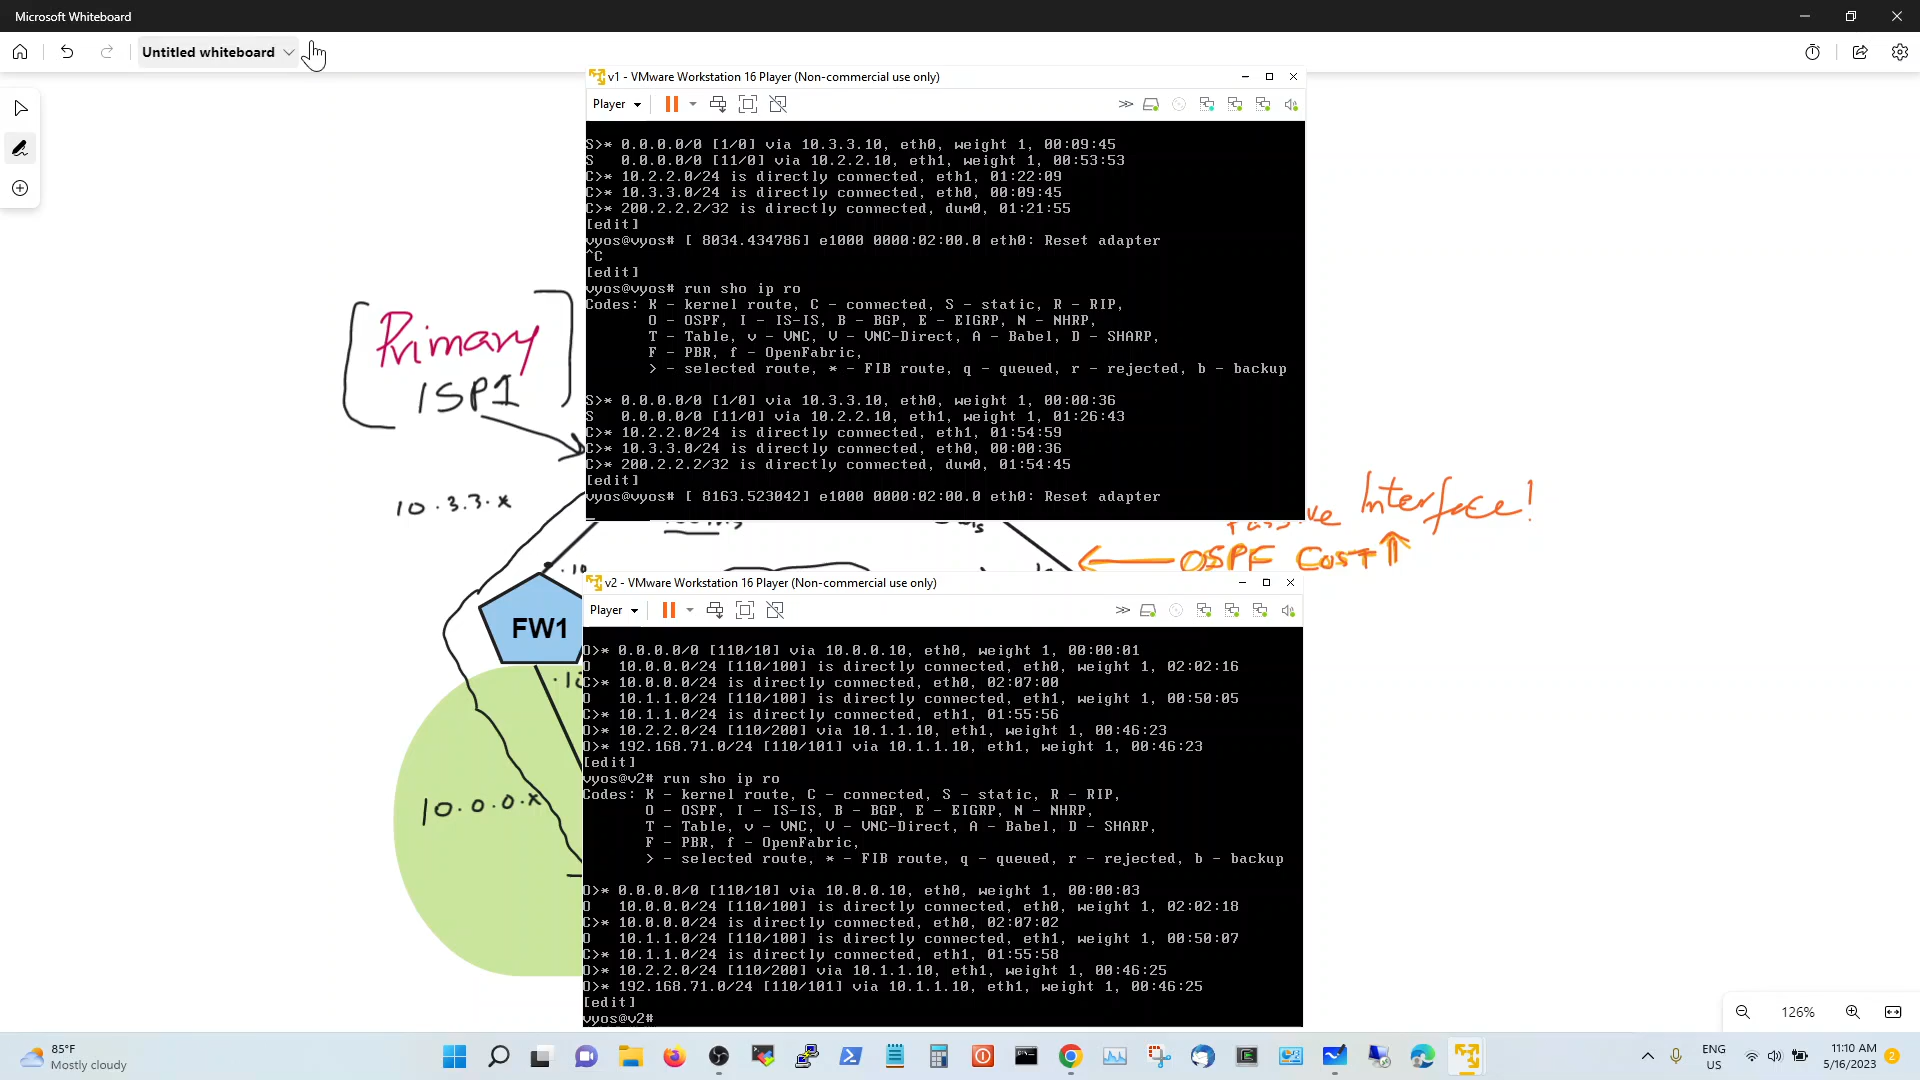 Microsoft Whiteboard
Untitled whiteboard
v1 - VMware Workstation 16 Player (Non-commercial use only)
Player
S>* 0.0.0.0/0 [1/0] via 10.3.3.10, eth0, weight 1, 00:09:45
S   0.0.0.0/0 [11/0] via 10.2.2.10, eth1, weight 1, 00:53:53
C>* 10.2.2.0/24 is directly connected, eth1, 01:22:09
C>* 10.3.3.0/24 is directly connected, eth0, 00:09:45
C>* 200.2.2.2/32 is directly connected, dum0, 01:21:55
[edit]
vyos@vyos# [ 8034.434786] e1000 0000:02:00.0 eth0: Reset adapter
^C
[edit]
vyos@vyos# run sho ip ro
Codes: K - kernel route, C - connected, S - static, R - RIP,
O - OSPF, I - IS-IS, B - BGP, E - EIGRP, N - NHRP,
T - Table, v - VNC, V - VNC-Direct, A - Babel, D - SHARP,
F - PBR, f - OpenFabric,
> - selected route, * - FIB route, q - queued, r - rejected, b - backup
S>* 0.0.0.0/0 [1/0] via 10.3.3.10, eth0, weight 1, 00:00:36
S   0.0.0.0/0 [11/0] via 10.2.2.10, eth1, weight 1, 01:26:43
C>* 10.2.2.0/24 is directly connected, eth1, 01:54:59
C>* 10.3.3.0/24 is directly connected, eth0, 00:00:36
C>* 200.2.2.2/32 is directly connected, dum0, 01:54:45
[edit]
vyos@vyos# [ 8163.523042] e1000 0000:02:00.0 eth0: Reset adapter
Primary
ISP1
10.3.3.x
Interface!
OSPF Cost
FW1
10.0.0.x
v2 - VMware Workstation 16 Player (Non-commercial use only)
Player
O>* 0.0.0.0/0 [110/10] via 10.0.0.10, eth0, weight 1, 00:00:01
O   10.0.0.0/24 [110/100] is directly connected, eth0, weight 1, 02:02:16
C>* 10.0.0.0/24 is directly connected, eth0, 02:07:00
O   10.1.1.0/24 [110/100] is directly connected, eth1, weight 1, 00:50:05
C>* 10.1.1.0/24 is directly connected, eth1, 01:55:56
O>* 10.2.2.0/24 [110/200] via 10.1.1.10, eth1, weight 1, 00:46:23
O>* 192.168.71.0/24 [110/101] via 10.1.1.10, eth1, weight 1, 00:46:23
[edit]
vyos@v2# run sho ip ro
Codes: K - kernel route, C - connected, S - static, R - RIP,
O - OSPF, I - IS-IS, B - BGP, E - EIGRP, N - NHRP,
T - Table, v - VNC, V - VNC-Direct, A - Babel, D - SHARP,
F - PBR, f - OpenFabric,
> - selected route, * - FIB route, q - queued, r - rejected, b - backup
O>* 0.0.0.0/0 [110/10] via 10.0.0.10, eth0, weight 1, 00:00:03
O   10.0.0.0/24 [110/100] is directly connected, eth0, weight 1, 02:02:18
C>* 10.0.0.0/24 is directly connected, eth0, 02:07:02
O   10.1.1.0/24 [110/100] is directly connected, eth1, weight 1, 00:50:07
C>* 10.1.1.0/24 is directly connected, eth1, 01:55:58
O>* 10.2.2.0/24 [110/200] via 10.1.1.10, eth1, weight 1, 00:46:25
O>* 192.168.71.0/24 [110/101] via 10.1.1.10, eth1, weight 1, 00:46:25
[edit]
vyos@v2#
126%
85°F
Mostly cloudy
ENG
US
11:10 AM
5/16/2023
2